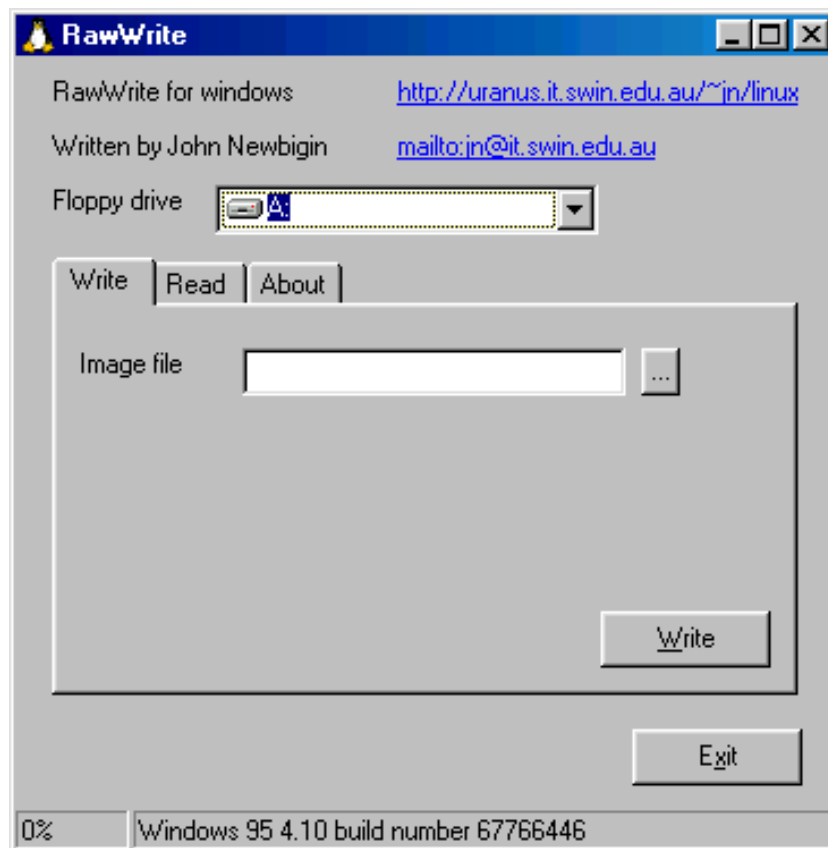 RawWrite
RawWrite for windows http://uranus.it.swin.edu.au/~jn/linux
Written by John Newbigin mailto:jn@it.swin.edu.au
Floppy drive A:
Write Read About
Image file ...
Write
Exit
0% Windows 95 4.10 build number 67766446